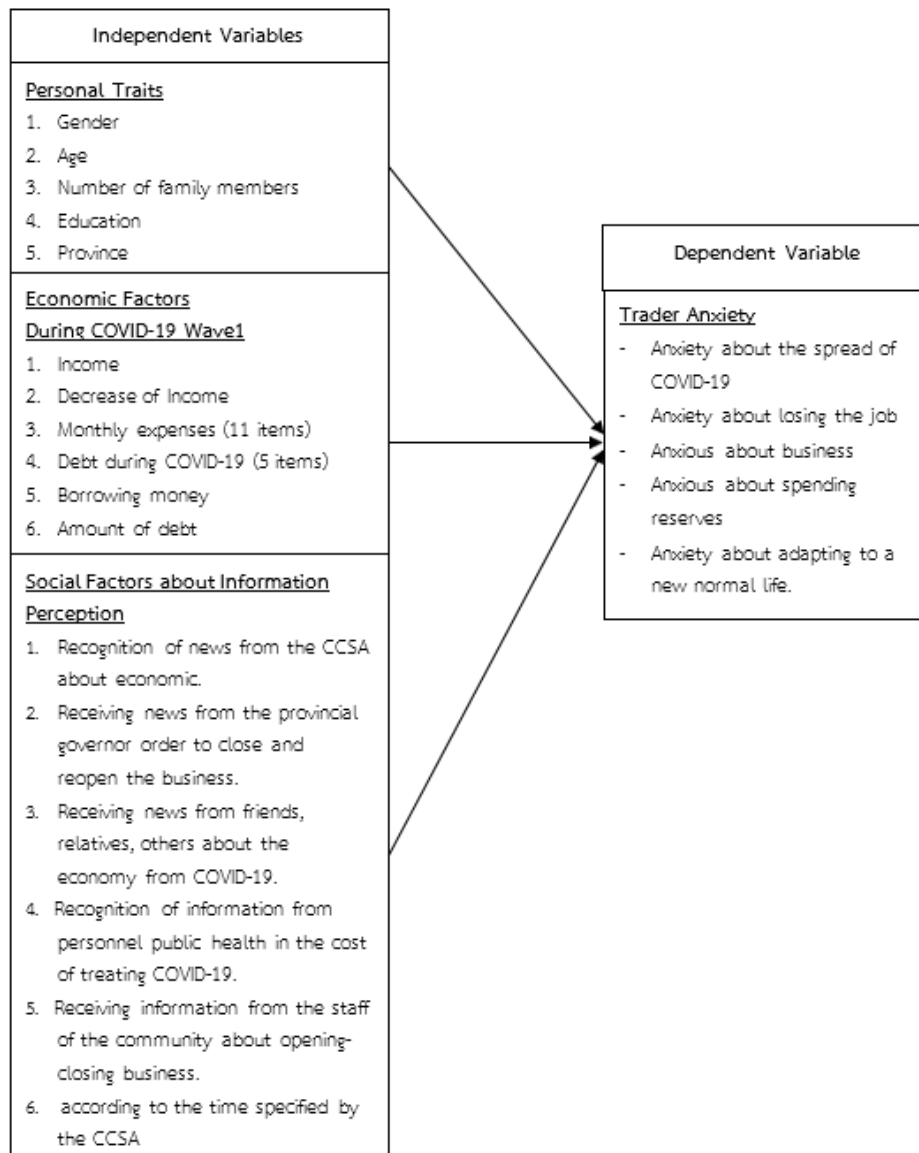 Independent Variables
Personal Traits
1. Gender
2. Age
3. Number of family members
4. Education
5. Province
Economic Factors
During COVID-19 Wave1
1. Income
2. Decrease of Income
3. Monthly expenses (11 items)
4. Debt during COVID-19 (5 items)
5. Borrowing money
6. Amount of debt
Social Factors about Information
Perception
1. Recognition of news from the CCSA
about economic.
2. Receiving news from the provincial
governor order to close and
reopen the business.
3. Receiving news from friends,
relatives, others about the
economy from COVID-19.
4. Recognition of information from
personnel public health in the cost
of treating COVID-19.
5. Receiving information from the staff
of the community about opening-
closing business.
6. according to the time specified by
the CCSA
Dependent Variable
Trader Anxiety
- Anxiety about the spread of
COVID-19
- Anxiety about losing the job
- Anxious about business
- Anxious about spending
reserves
- Anxiety about adapting to a
new normal life.